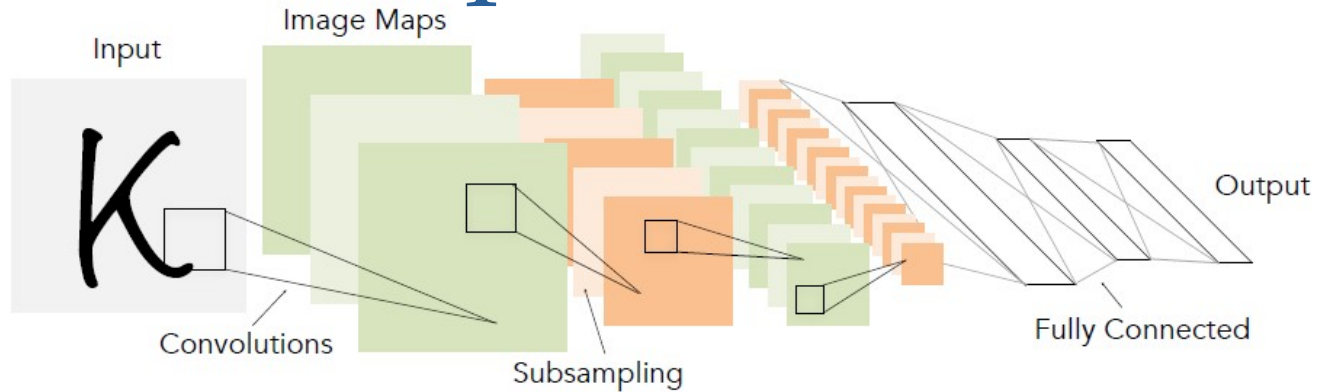 Image Maps
Input
K
Output
Convolutions
Subsampling
Fully Connected